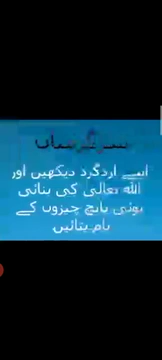 سرگرمیاں
اپنے اردگرد دیکھیں اور
اللہ تعالیٰ کی بنائی
ہوئی پانچ چیزوں کے
نام بتائیں